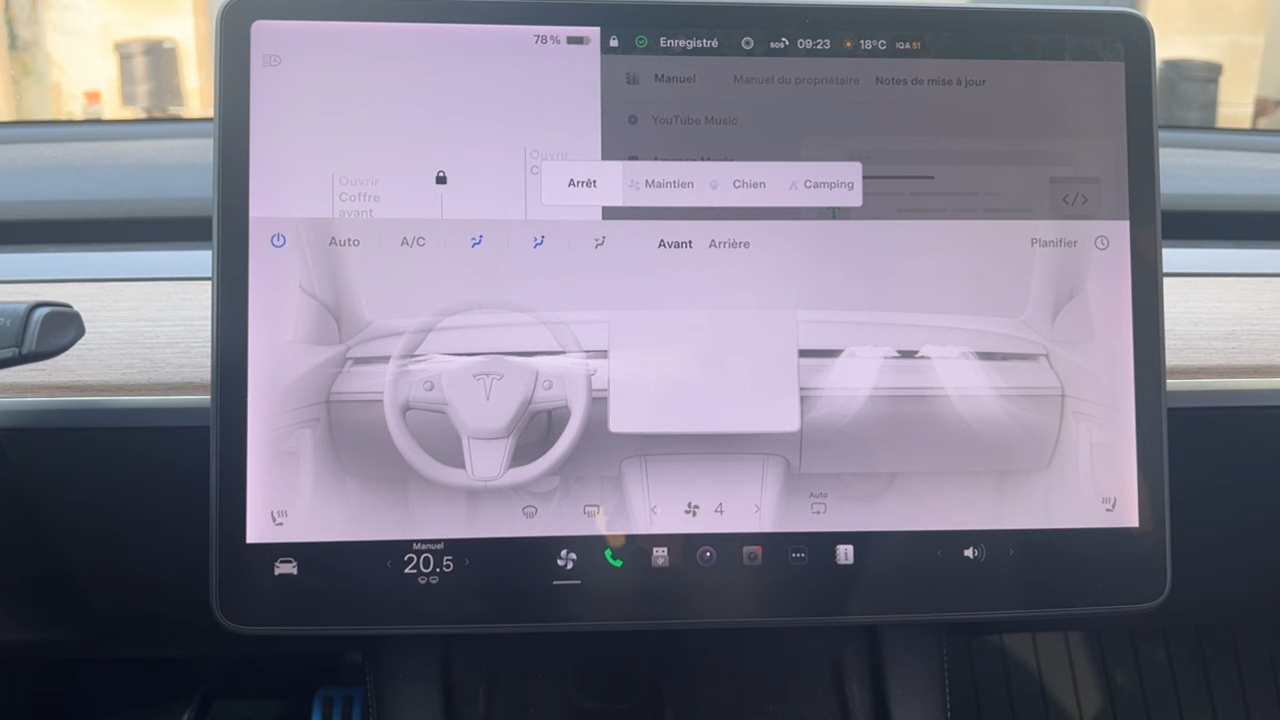 78%
Enregistré
SOS
09:23
18°C
IQA 51
Manuel
Manuel du propriétaire
Notes de mise à jour
YouTube Music
Ouvrir
Ouvrir
Coffre
avant
C
Arrêt
Maintien
Chien
Camping
</>
Auto
A/C
Avant
Arrière
Planifier
< 4 >
Auto
Manuel
< 20.5 >